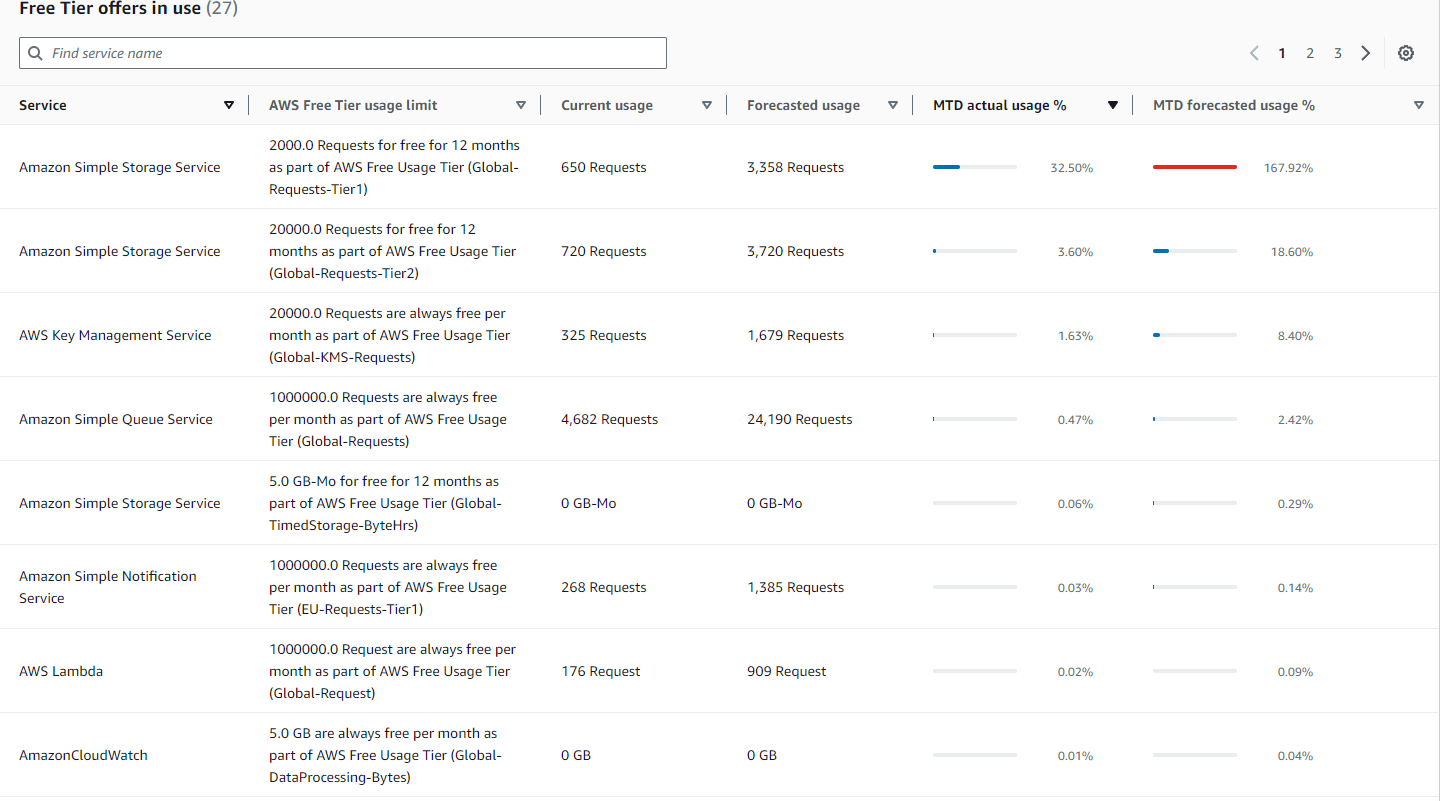 Free Tier offers in use (27)
Find service name
1 2 3
Service AWS Free Tier usage limit Current usage Forecasted usage MTD actual usage % MTD forecasted usage %
2000.0 Requests for free for 12 months
Amazon Simple Storage Service as part of AWS Free Usage Tier (Global- 650 Requests 3,358 Requests 32.50% 167.92%
Requests-Tier1)
20000.0 Requests for free for 12
Amazon Simple Storage Service months as part of AWS Free Usage Tier 720 Requests 3,720 Requests 3.60% 18.60%
(Global-Requests-Tier2)
20000.0 Requests are always free per
AWS Key Management Service month as part of AWS Free Usage Tier 325 Requests 1,679 Requests 1.63% 8.40%
(Global-KMS-Requests)
1000000.0 Requests are always free
Amazon Simple Queue Service per month as part of AWS Free Usage 4,682 Requests 24,190 Requests 0.47% 2.42%
Tier (Global-Requests)
5.0 GB-Mo for free for 12 months as
Amazon Simple Storage Service part of AWS Free Usage Tier (Global- 0 GB-Mo 0 GB-Mo 0.06% 0.29%
TimedStorage-ByteHrs)
1000000.0 Requests are always free
Amazon Simple Notification
Service per month as part of AWS Free Usage 268 Requests 1,385 Requests 0.03% 0.14%
Tier (EU-Requests-Tier1)
1000000.0 Request are always free per
AWS Lambda month as part of AWS Free Usage Tier 176 Request 909 Request 0.02% 0.09%
(Global-Request)
5.0 GB are always free per month as
AmazonCloudWatch part of AWS Free Usage Tier (Global- 0 GB 0 GB 0.01% 0.04%
DataProcessing-Bytes)